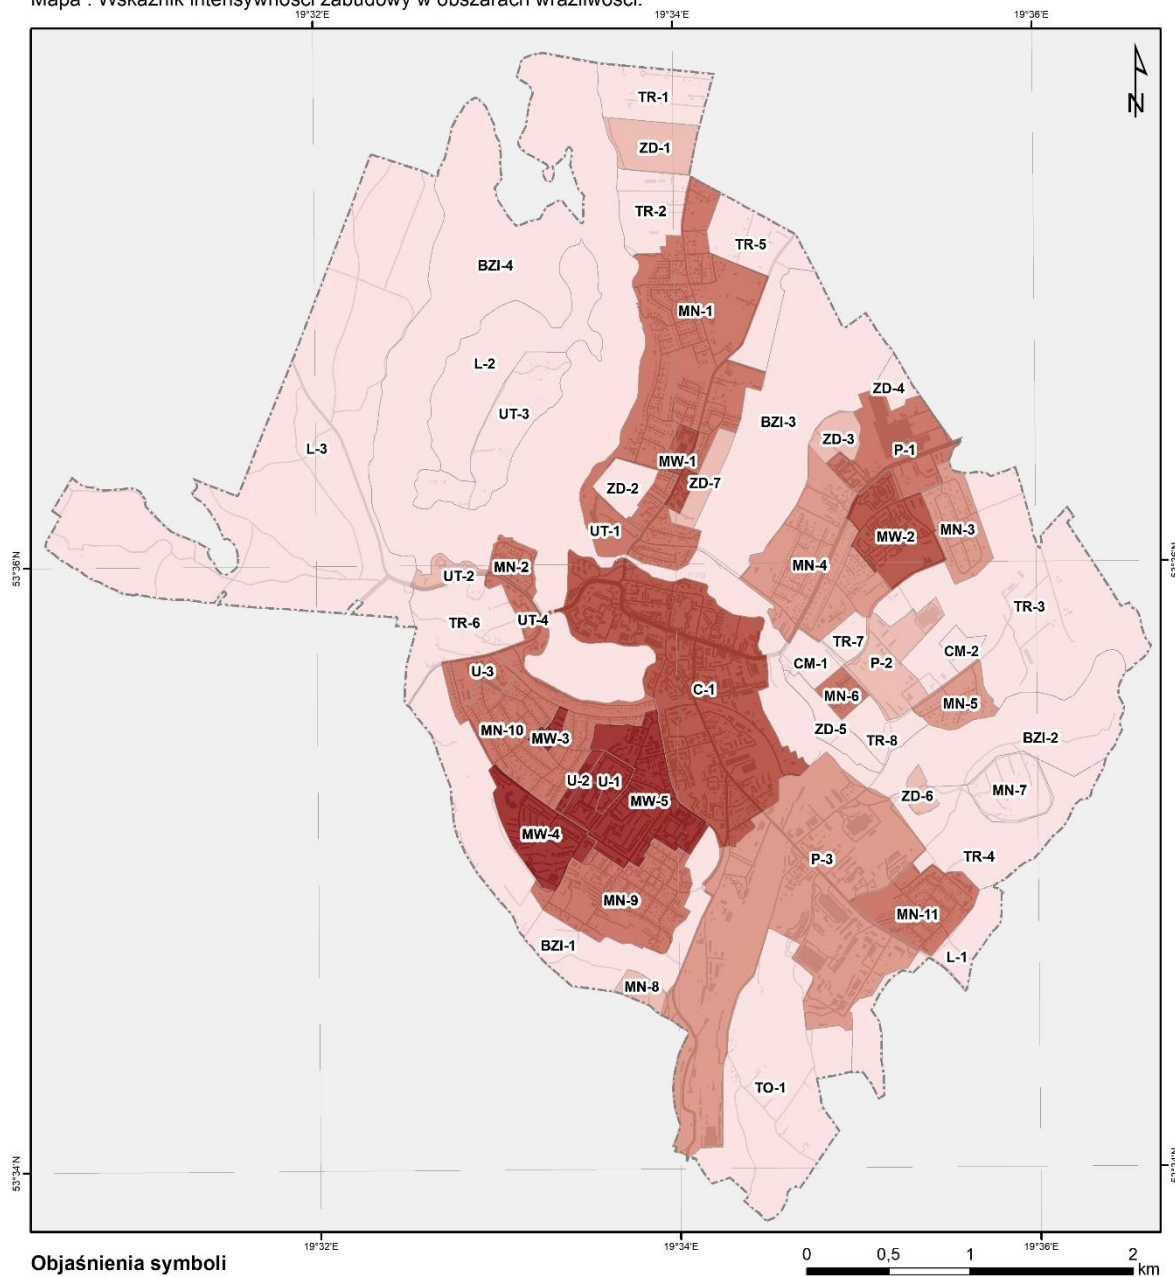 Mapa . Wskaźnik intensywności zabudowy w obszarach wrażliwości.
19°32'E 19°34'E 19°36'E
N
TR-1
ZD-1
TR-2
TR-5
BZI-4
MN-1
L-2
ZD-4
UT-3
BZI-3
ZD-3
L-3
P-1
MW-1
ZD-7
ZD-2
UT-1
MW-2
MN-3
53°36'N
MN-2
MN-4
UT-2
TR-3
TR-6
UT-4
TR-7
CM-2
CM-1
P-2
U-3
C-1
MN-6
MN-5
MN-10
ZD-5
MW-3
TR-8
BZI-2
U-2
U-1
MN-7
ZD-6
MW-5
MW-4
P-3
TR-4
MN-9
MN-11
BZI-1
L-1
MN-8
TO-1
53°34'N
19°32'E 19°34'E 19°36'E
Objaśnienia symboli
0 0,5 1 2
km